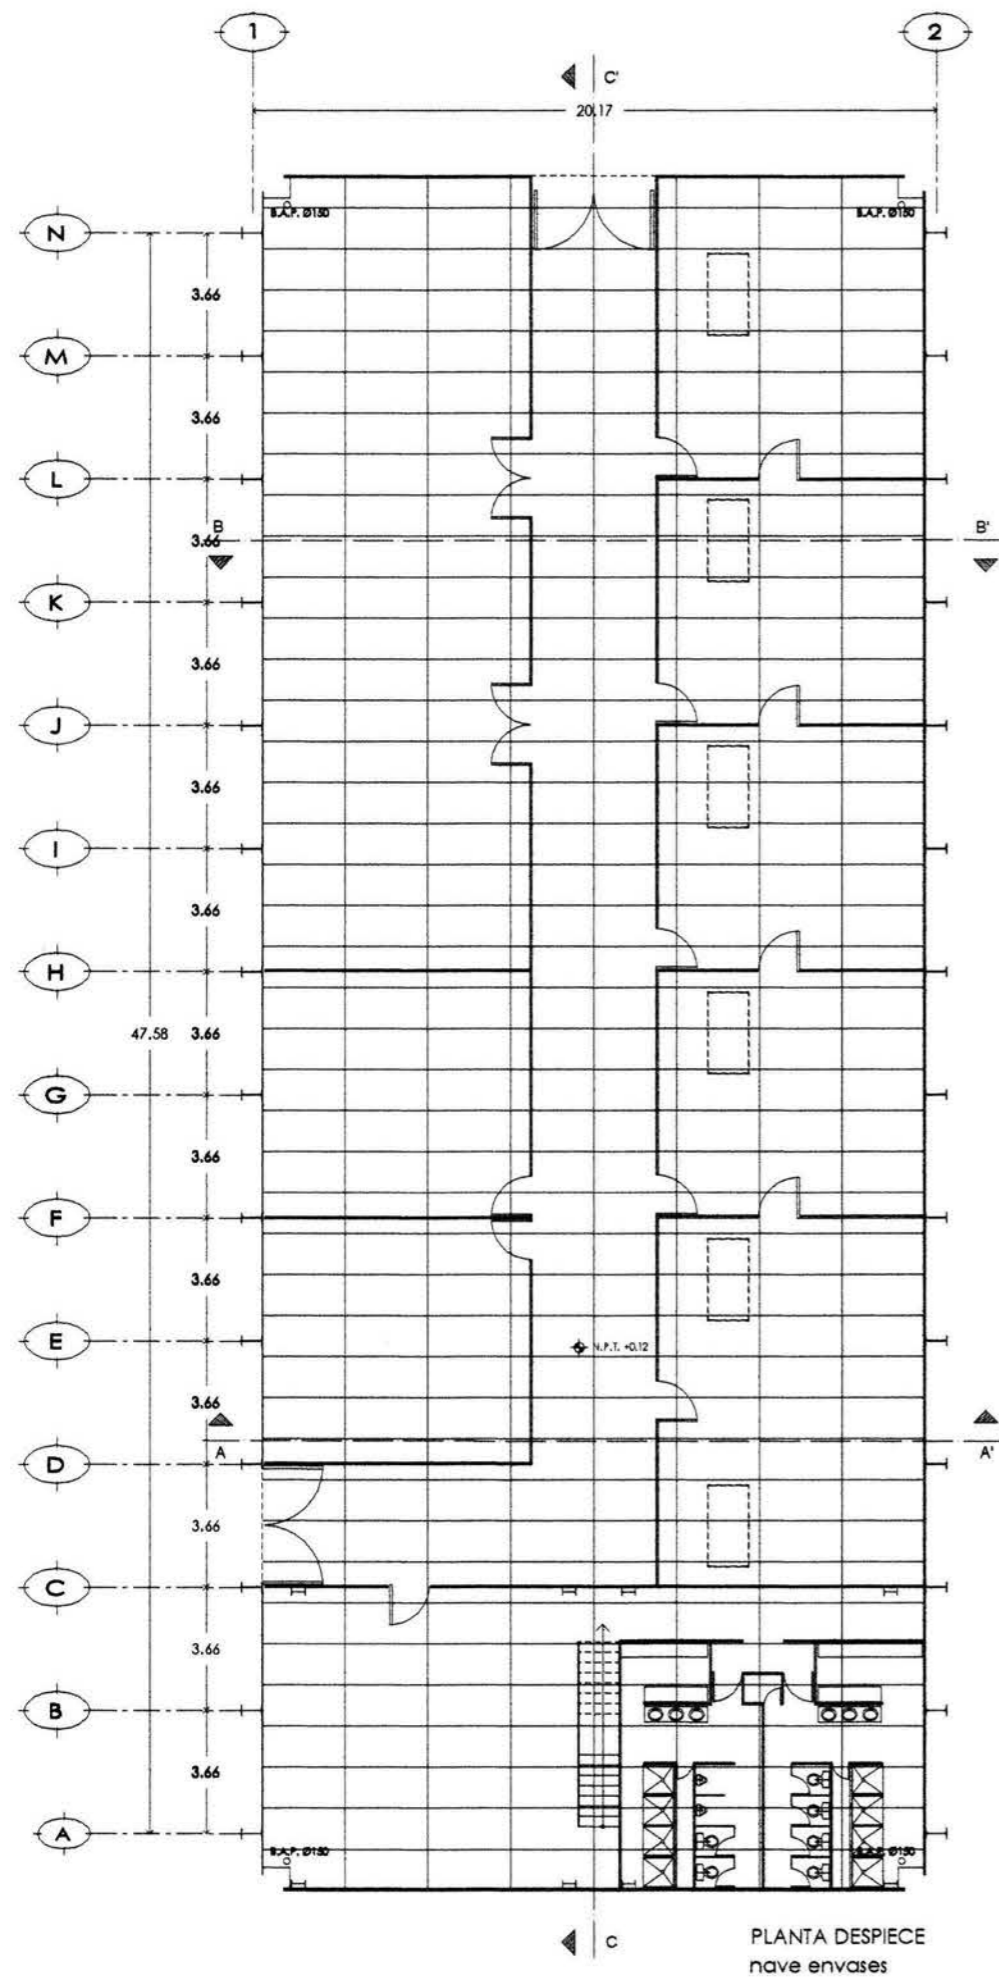 1
2
C'
20.17
B.A.P. Ø150
B.A.P. Ø150
N
3.66
M
3.66
L
B
3.66
B'
K
3.66
J
3.66
I
3.66
H
47.58
3.66
G
3.66
F
3.66
E
N.P.T. +0.12
3.66
A
A'
D
3.66
C
3.66
B
3.66
A
B.A.P. Ø150
B.A.P. Ø150
C
PLANTA DESPIECE
nave envases